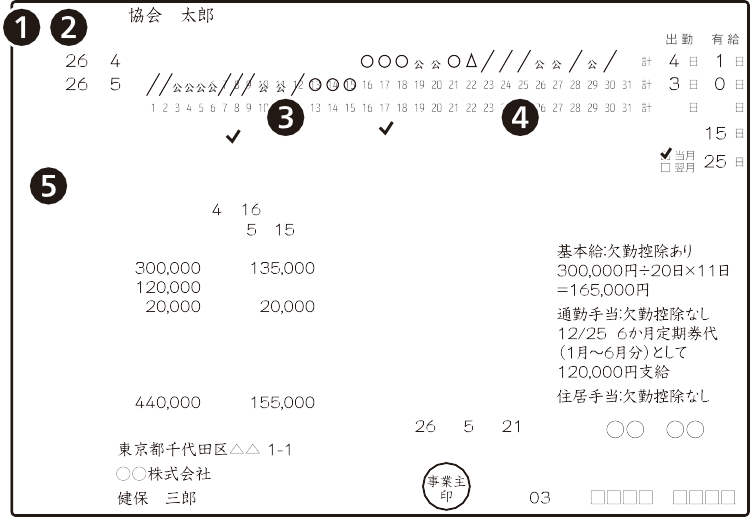 1 2 協会 太郎
出勤 有給
26 4 ○○○公公○△///公公/公/ 計 4日 1日
26 5 //公公公公///公公/○○○ 16 17 18 19 20 21 22 23 24 25 26 27 28 29 30 31 計 3日 0日
1 2 3 4 5 6 7 8 9 10 13 14 15 16 17 18 19 20 21 22 23 26 27 28 29 30 31 計 日 日
3 4
✓ ✓ 15日
✓当月
□翌月 25日
5
4 16
5 15
基本給:欠勤控除あり
300,000 135,000 300,000円÷20日×11日
120,000 =165,000円
20,000 20,000 通勤手当:欠勤控除なし
12/25 6か月定期券代
(1月~6月分)として
120,000円支給
440,000 155,000 住居手当:欠勤控除なし
26 5 21 ○○ ○○
東京都千代田区△△ 1-1
○○株式会社
事業主
印
健保 三郎 03 □□□□ □□□□